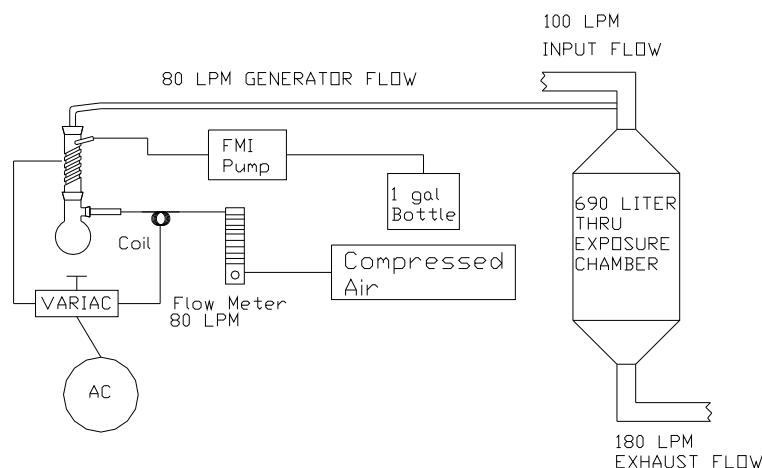 100 LPM
INPUT FLOW
80 LPM GENERATOR FLOW
FMI
Pump
1 gal
Bottle
690 LITER
THRU
EXPOSURE
CHAMBER
Coil
Compressed
Air
VARIAC
Flow Meter
80 LPM
AC
180 LPM
EXHAUST FLOW